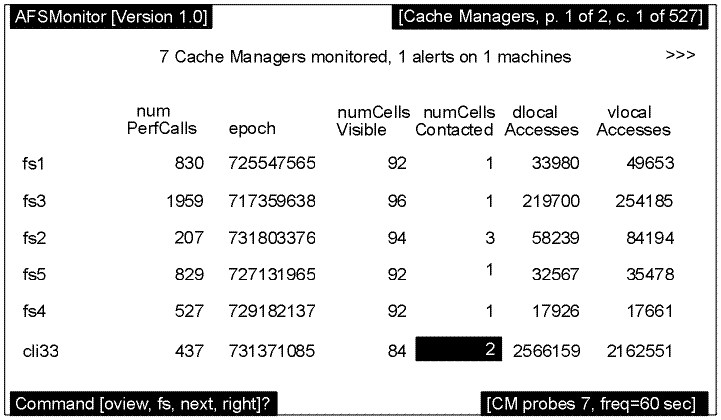 AFSMonitor [Version 1.0] [Cache Managers, p. 1 of 2, c. 1 of 527]
7 Cache Managers monitored, 1 alerts on 1 machines >>>
num numCells numCells dlocal vlocal
PerfCalls epoch Visible Contacted Accesses Accesses
fs1 830 725547565 92 1 33980 49653
fs3 1959 717359638 96 1 219700 254185
fs2 207 731803376 94 3 58239 84194
fs5 829 727131965 92 1 32567 35478
fs4 527 729182137 92 1 17926 17661
cli33 437 731371085 84 2 2566159 2162551
Command [oview, fs, next, right]? [CM probes 7, freq=60 sec]